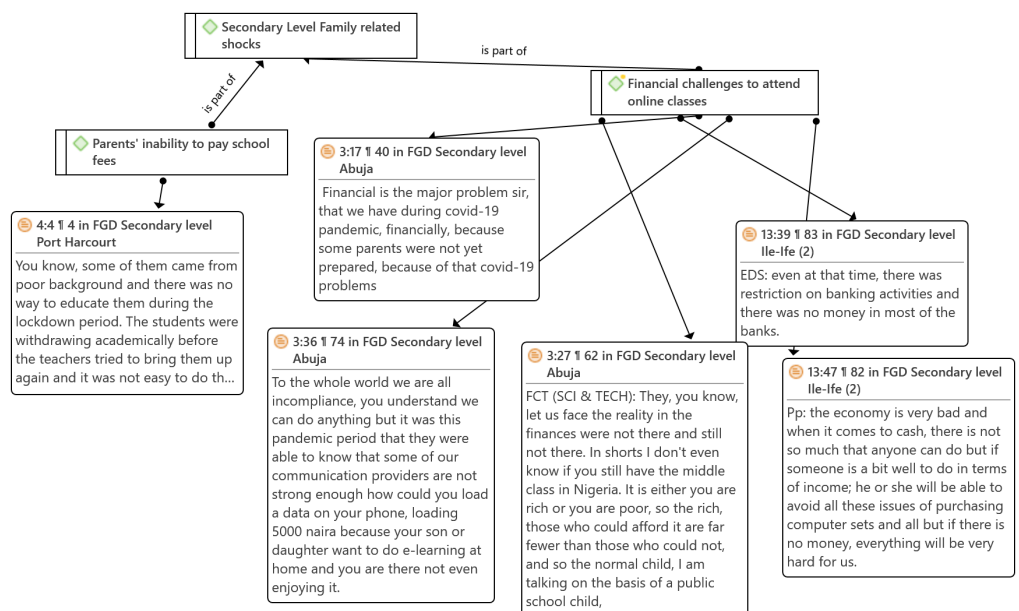 Secondary Level Family related
shocks
is part of
Financial challenges to attend
online classes
is part of
Parents' inability to pay school
fees
3:17 ¶ 40 in FGD Secondary level
Abuja
Financial is the major problem sir,
that we have during covid-19
pandemic, financially, because
some parents were not yet
prepared, because of that covid-19
problems
4:4 ¶ 4 in FGD Secondary level
Port Harcourt
You know, some of them came from
poor background and there was no
way to educate them during the
lockdown period. The students were
withdrawing academically before
the teachers tried to bring them up
again and it was not easy to do th...
13:39 ¶ 83 in FGD Secondary level
Ile-Ife (2)
EDS: even at that time, there was
restriction on banking activities and
there was no money in most of the
banks.
3:36 ¶ 74 in FGD Secondary level
Abuja
To the whole world we are all
incompliance, you understand we
can do anything but it was this
pandemic period that they were
able to know that some of our
communication providers are not
strong enough how could you load
a data on your phone, loading
5000 naira because your son or
daughter want to do e-learning at
home and you are there not even
enjoying it.
3:27 ¶ 62 in FGD Secondary level
Abuja
FCT (SCI & TECH): They, you know,
let us face the reality in the
finances were not there and still
not there. In shorts I don't even
know if you still have the middle
class in Nigeria. It is either you are
rich or you are poor, so the rich,
those who could afford it are far
fewer than those who could not,
and so the normal child, I am
talking on the basis of a public
school child,
13:47 ¶ 82 in FGD Secondary level
Ile-Ife (2)
Pp: the economy is very bad and
when it comes to cash, there is not
so much that anyone can do but if
someone is a bit well to do in terms
of income; he or she will be able to
avoid all these issues of purchasing
computer sets and all but if there is
no money, everything will be very
hard for us.